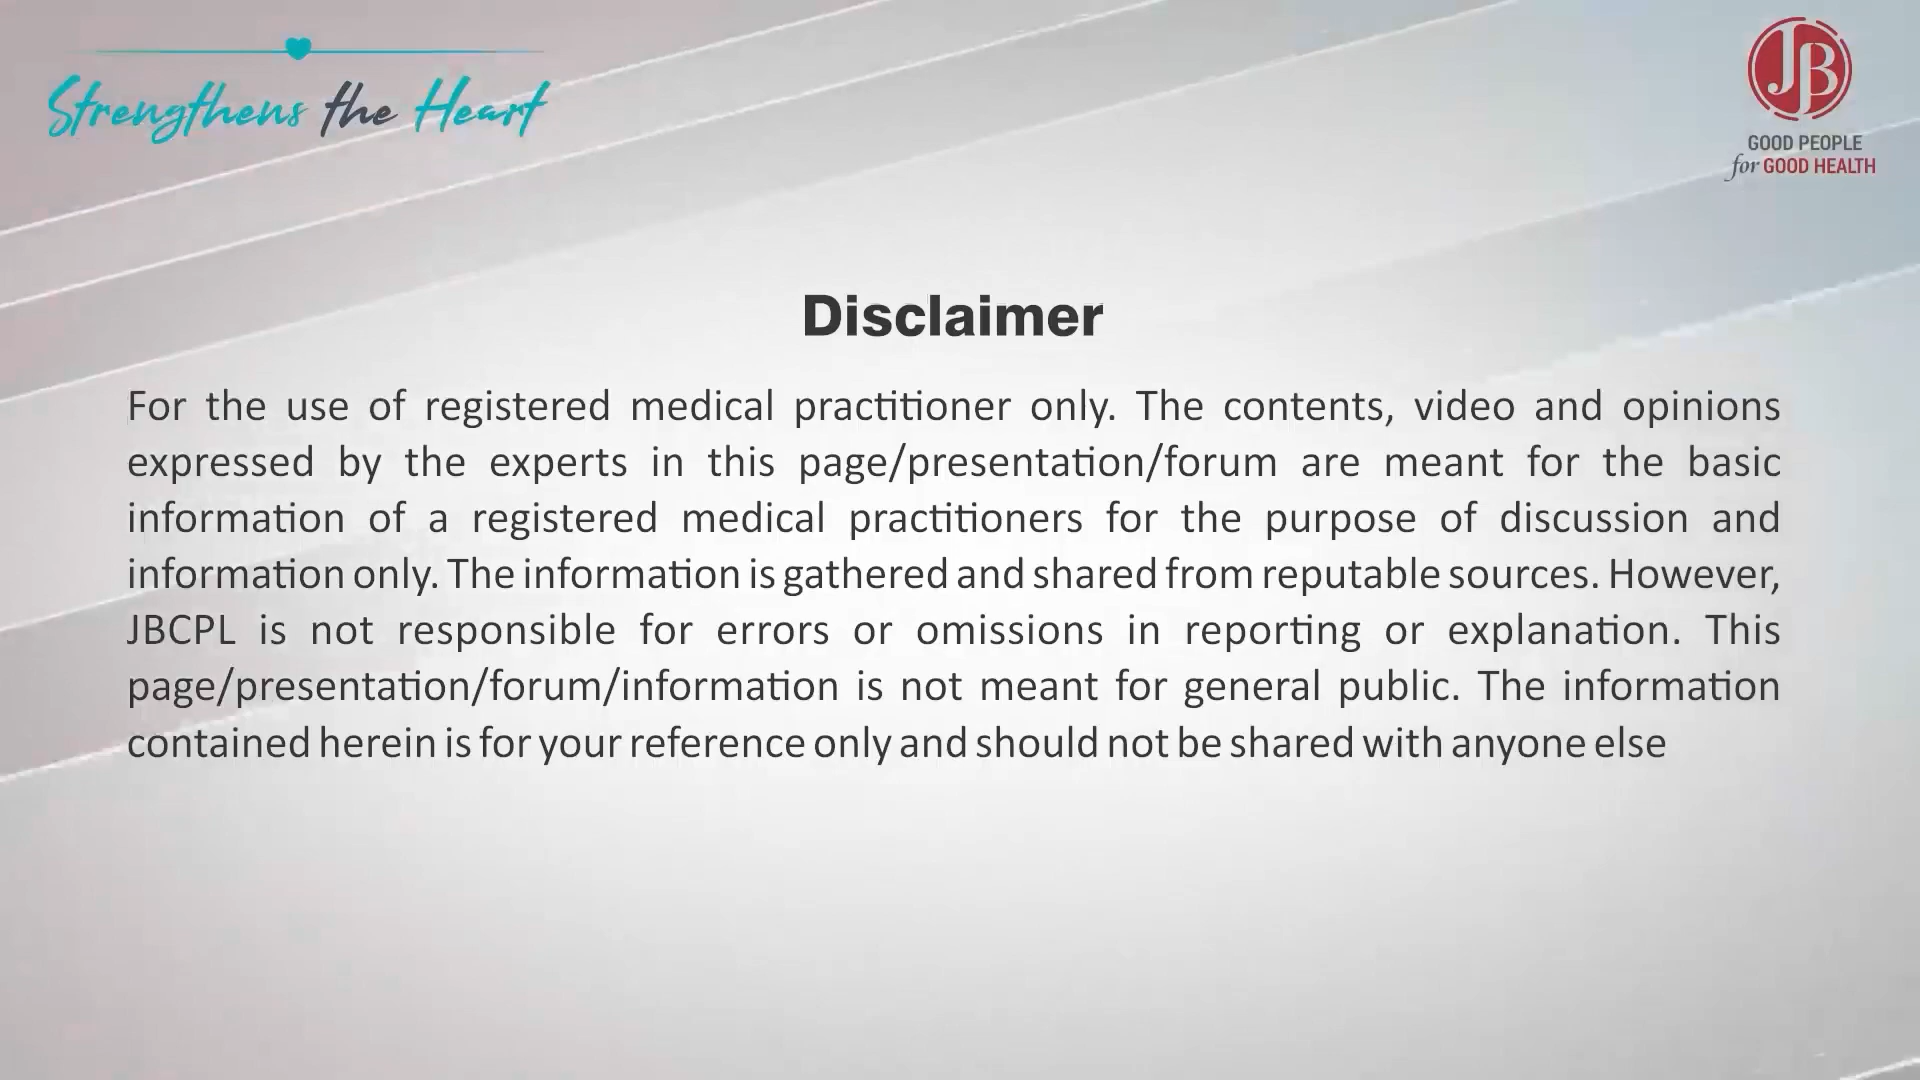 Strengthens the Heart
JB
GOOD PEOPLE
for GOOD HEALTH
Disclaimer
For the use of registered medical practitioner only. The contents, video and opinions
expressed by the experts in this page/presentation/forum are meant for the basic
information of a registered medical practitioners for the purpose of discussion and
information only. The information is gathered and shared from reputable sources. However,
JBCPL is not responsible for errors or omissions in reporting or explanation. This
page/presentation/forum/information is not meant for general public. The information
contained herein is for your reference only and should not be shared with anyone else